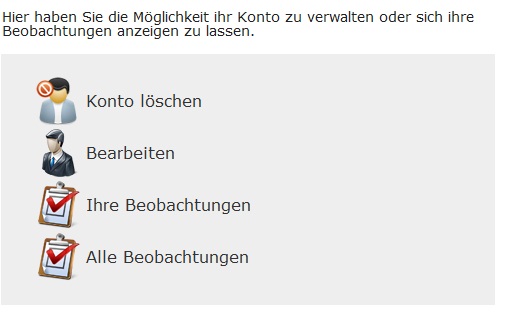 Hier haben Sie die Möglichkeit ihr Konto zu verwalten oder sich ihre
Beobachtungen anzeigen zu lassen.
Konto löschen
Bearbeiten
Ihre Beobachtungen
Alle Beobachtungen